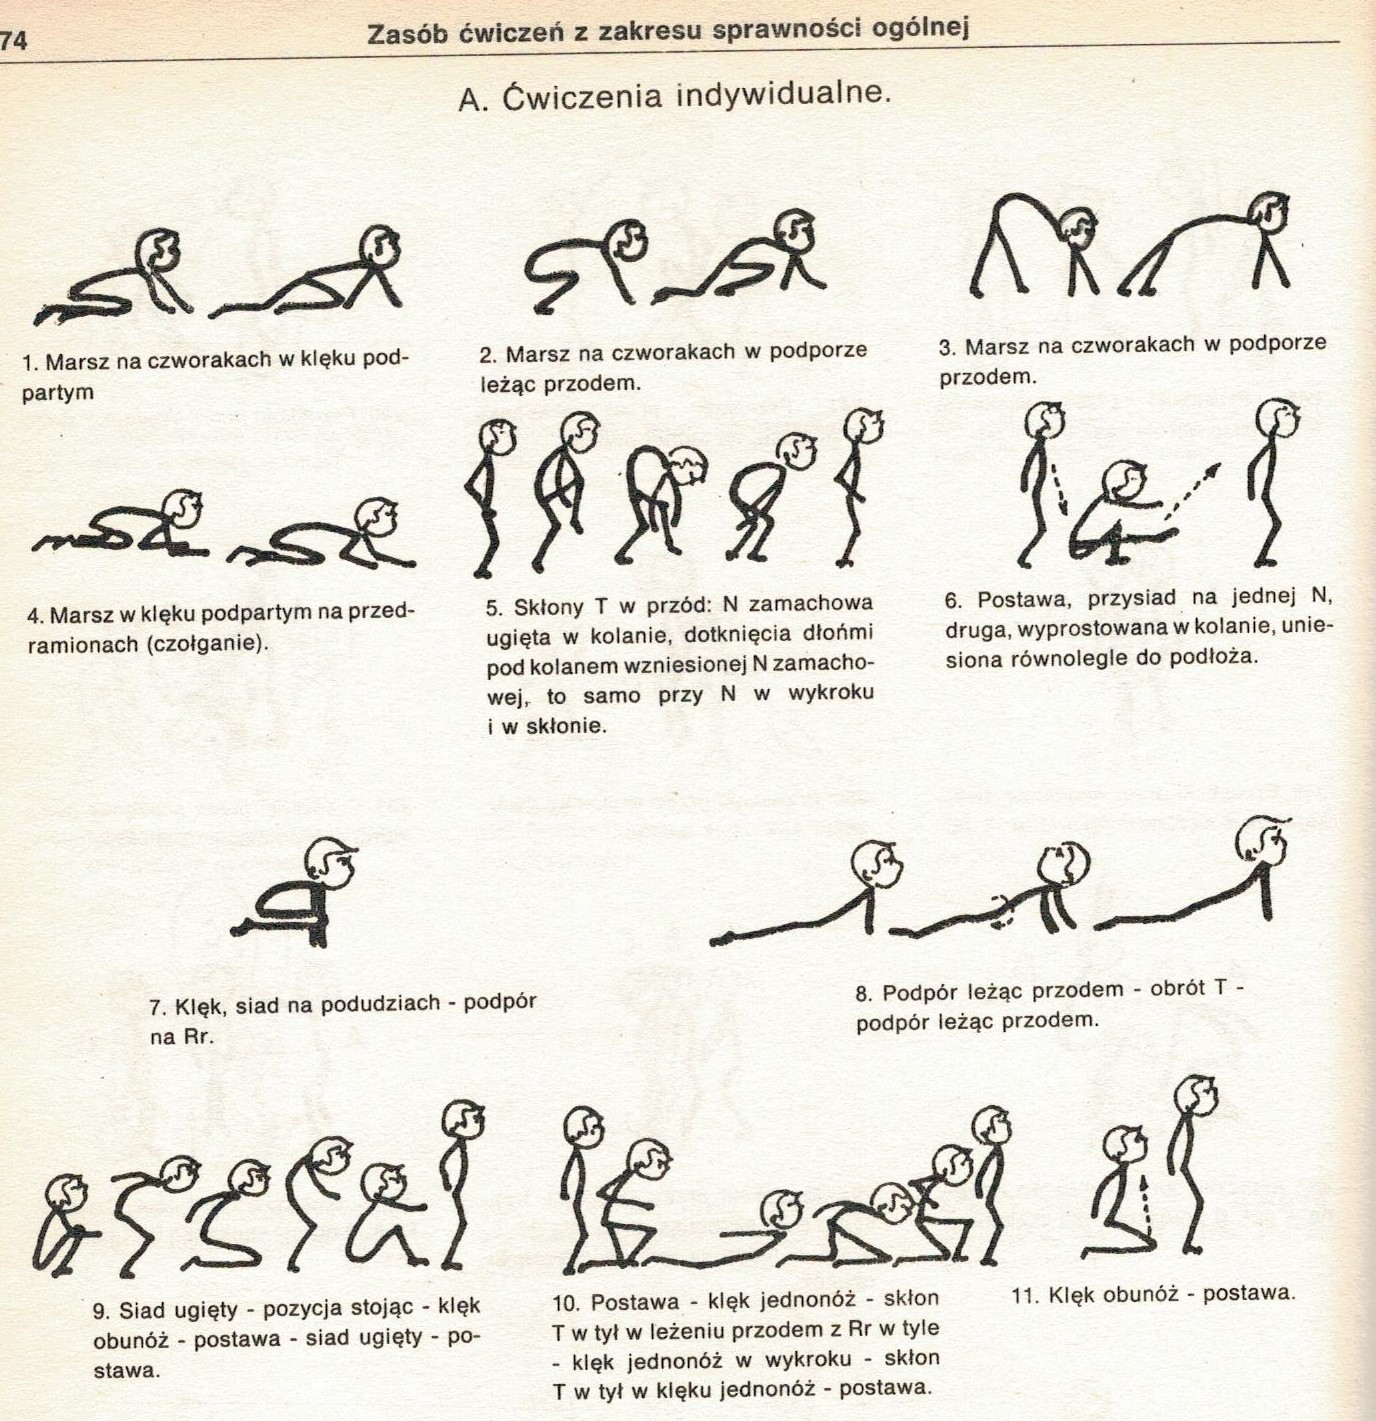 74
Zasób ćwiczeń z zakresu sprawności ogólnej
A. Ćwiczenia indywidualne.
1. Marsz na czworakach w klęku pod-
partym
2. Marsz na czworakach w podporze
leżąc przodem.
3. Marsz na czworakach w podporze
przodem.
4. Marsz w klęku podpartym na przed-
ramionach (czołganie).
5. Skłony T w przód: N zamachowa
ugięta w kolanie, dotknięcia dłońmi
pod kolanem wzniesionej N zamacho-
wej, to samo przy N w wykroku
i w skłonie.
6. Postawa, przysiad na jednej N,
druga, wyprostowana w kolanie, unie-
siona równolegle do podłoża.
7. Klęk, siad na podudziach - podpór
na Rr.
8. Podpór leżąc przodem - obrót T -
podpór leżąc przodem.
9. Siad ugięty - pozycja stojąc - klęk
obunóż - postawa - siad ugięty - po-
stawa.
10. Postawa - klęk jednonóż - skłon
T w tył w leżeniu przodem z Rr w tyle
- klęk jednonóż w wykroku - skłon
T w tył w klęku jednonóż - postawa.
11. Klęk obunóż - postawa.